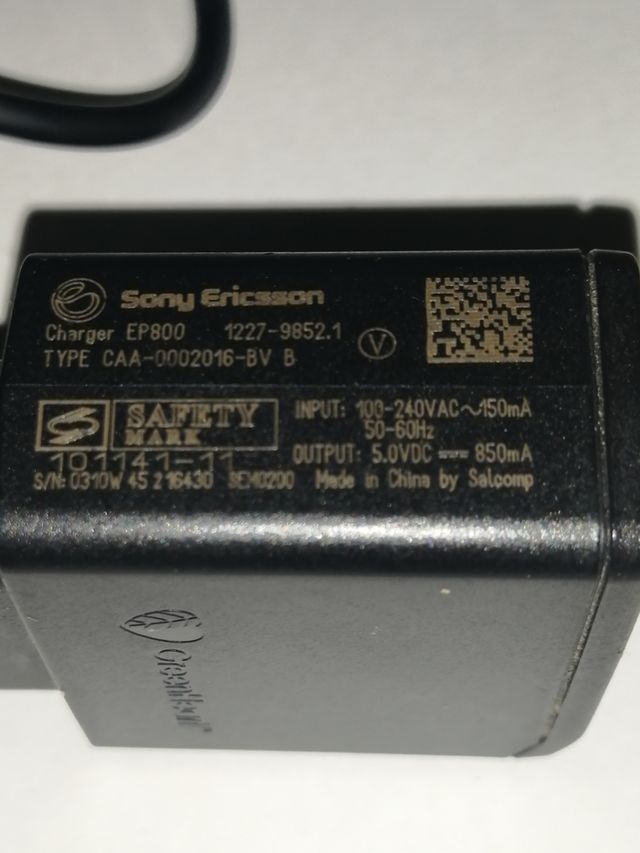 Sony Ericsson
Charger EP800 1227-9852.1
TYPE CAA-0002016-BV B
V
SAFETY
MARK
101141-11
S/N: 0310W 45 216430 SEM0200
INPUT: 100-240VAC~150mA
50-60Hz
OUTPUT: 5.0VDC ⎓ 850mA
Made in China by Salcomp
GreenHeart™